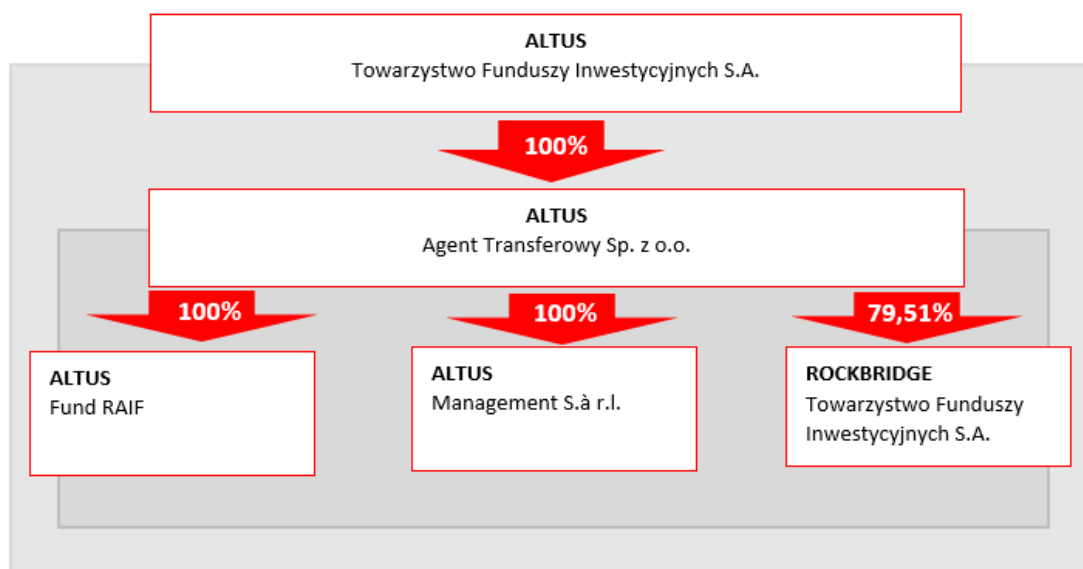 ALTUS
Towarzystwo Funduszy Inwestycyjnych S.A.
100%
ALTUS
Agent Transferowy Sp. z o.o.
100%
100%
79,51%
ALTUS
Fund RAIF
ALTUS
Management S.à r.l.
ROCKBRIDGE
Towarzystwo Funduszy
Inwestycyjnych S.A.